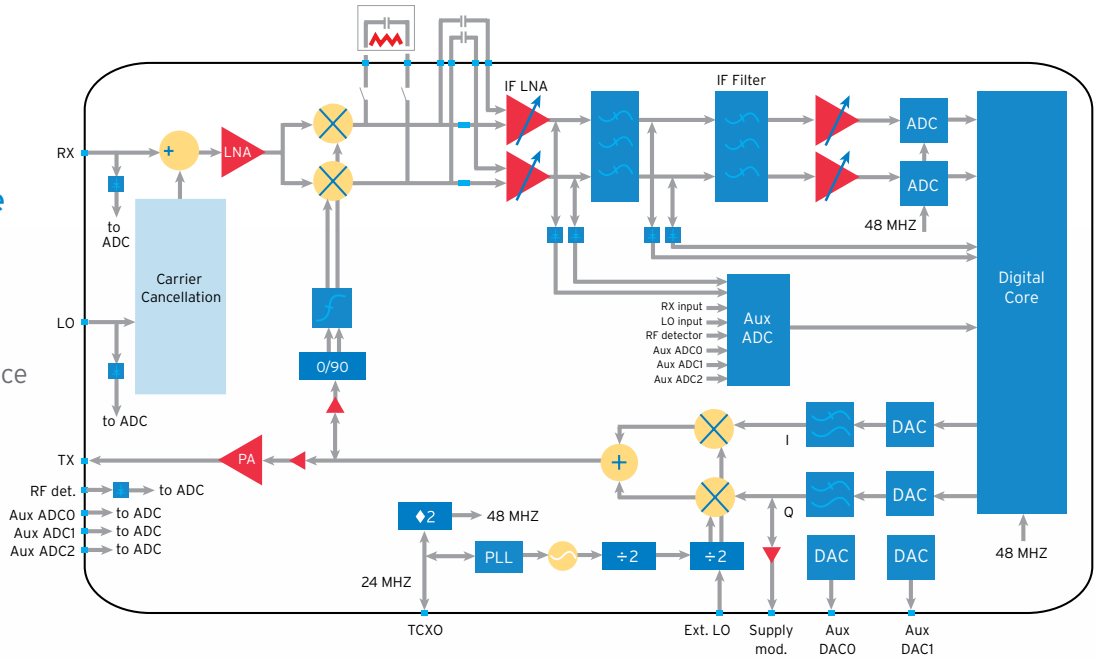 IF LNA
IF Filter
RX
+
LNA
ADC
ADC
e
to
ADC
48 MHZ
Carrier
Cancellation
Digital
Core
LO
RX input
LO input
RF detector
Aux ADC0
Aux ADC1
Aux ADC2
Aux
ADC
0/90
ce
to ADC
I
DAC
TX
PA
+
RF det.
to ADC
Aux ADC0
to ADC
Aux ADC1
to ADC
Aux ADC2
to ADC
♦2
48 MHZ
Q
DAC
24 MHZ
PLL
÷2
÷2
DAC
DAC
48 MHZ
TCXO
Ext. LO
Supply
mod.
Aux
DAC0
Aux
DAC1